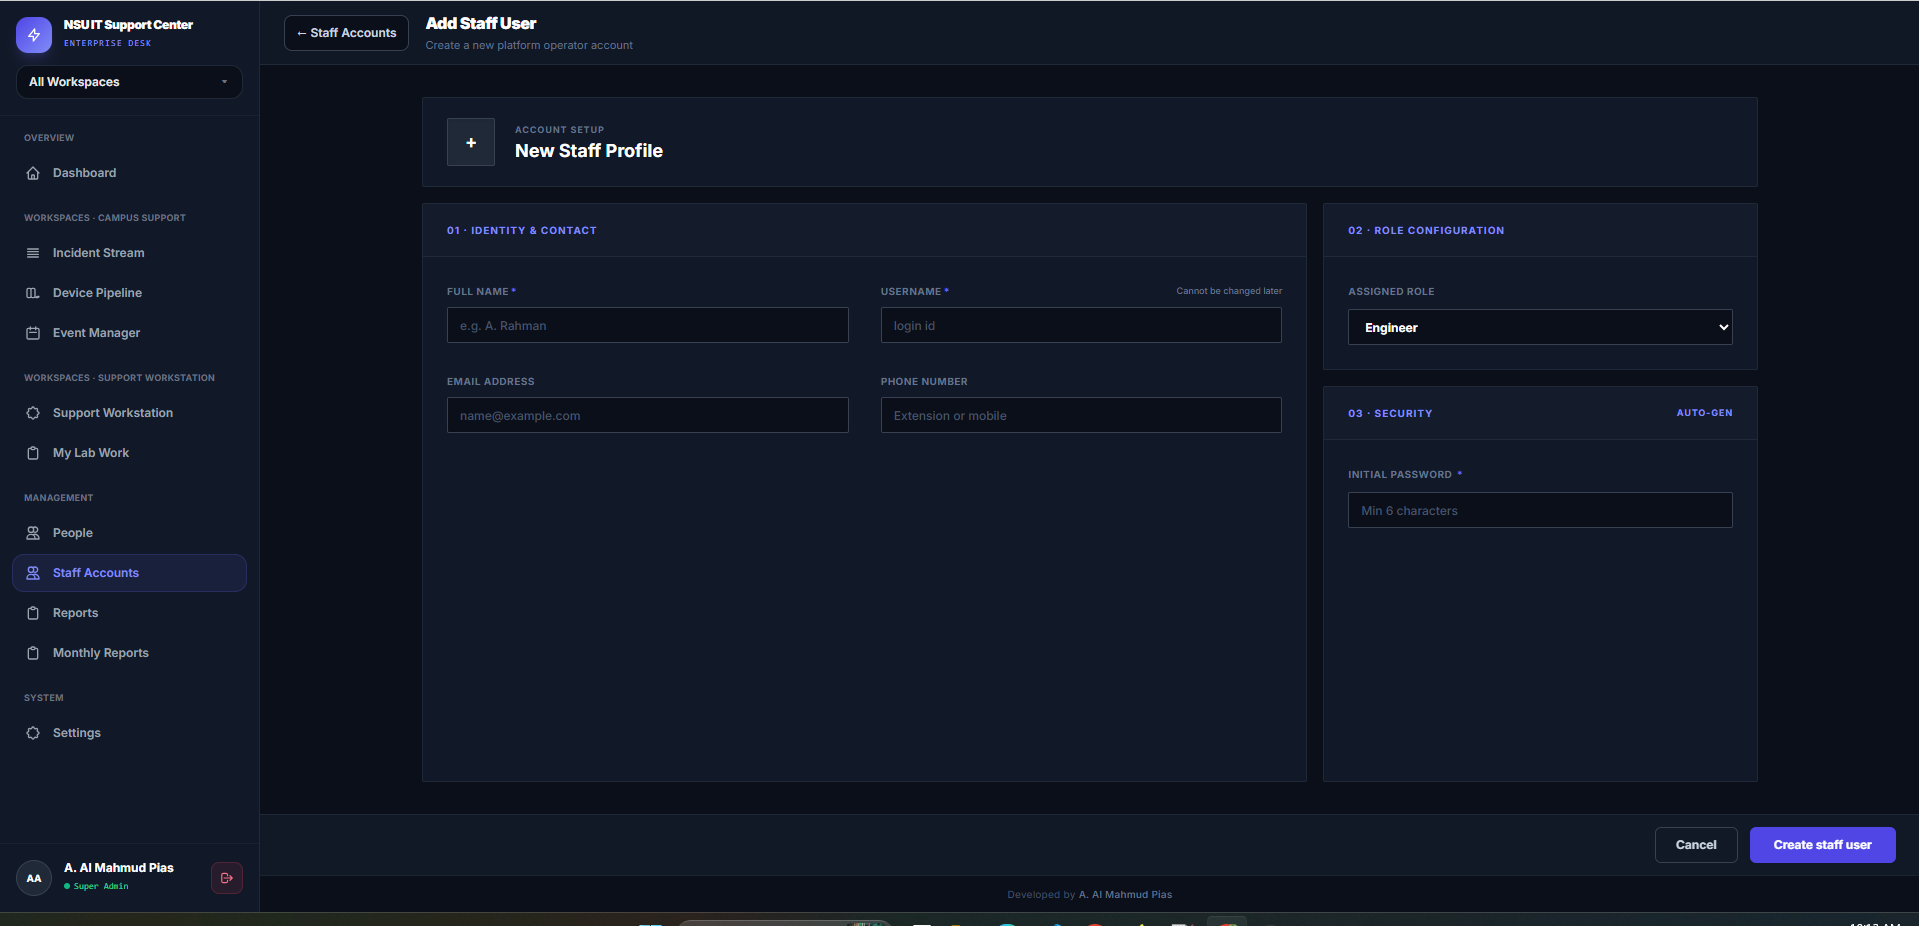 NSU IT Support Center
ENTERPRISE DESK
All Workspaces
OVERVIEW
Dashboard
WORKSPACES · CAMPUS SUPPORT
Incident Stream
Device Pipeline
Event Manager
WORKSPACES · SUPPORT WORKSTATION
Support Workstation
My Lab Work
MANAGEMENT
People
Staff Accounts
Reports
Monthly Reports
SYSTEM
Settings
AA
A. Al Mahmud Pias
Super Admin
← Staff Accounts
Add Staff User
Create a new platform operator account
+
ACCOUNT SETUP
New Staff Profile
01 · IDENTITY & CONTACT
FULL NAME *
e.g. A. Rahman
USERNAME *
Cannot be changed later
login id
EMAIL ADDRESS
name@example.com
PHONE NUMBER
Extension or mobile
02 · ROLE CONFIGURATION
ASSIGNED ROLE
Engineer
03 · SECURITY
AUTO-GEN
INITIAL PASSWORD *
Min 6 characters
Cancel
Create staff user
Developed by A. Al Mahmud Pias